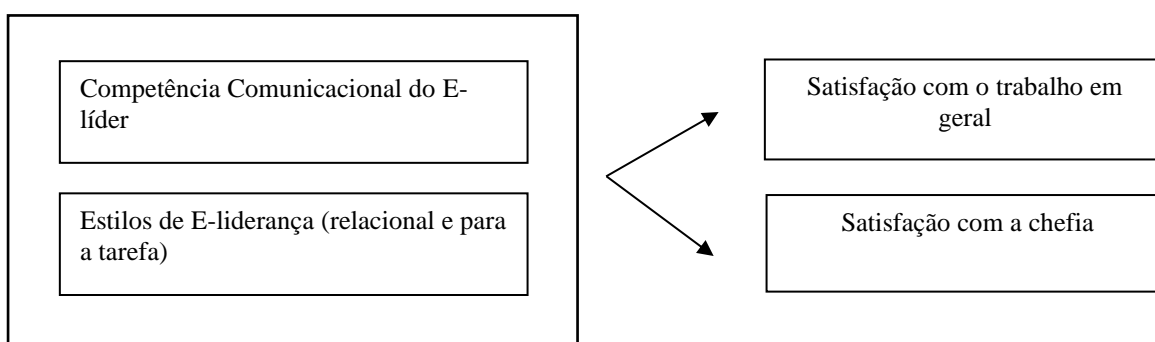 Competência Comunicacional do E-
líder
Estilos de E-liderança (relacional e para
a tarefa)
Satisfação com o trabalho em
geral
Satisfação com a chefia